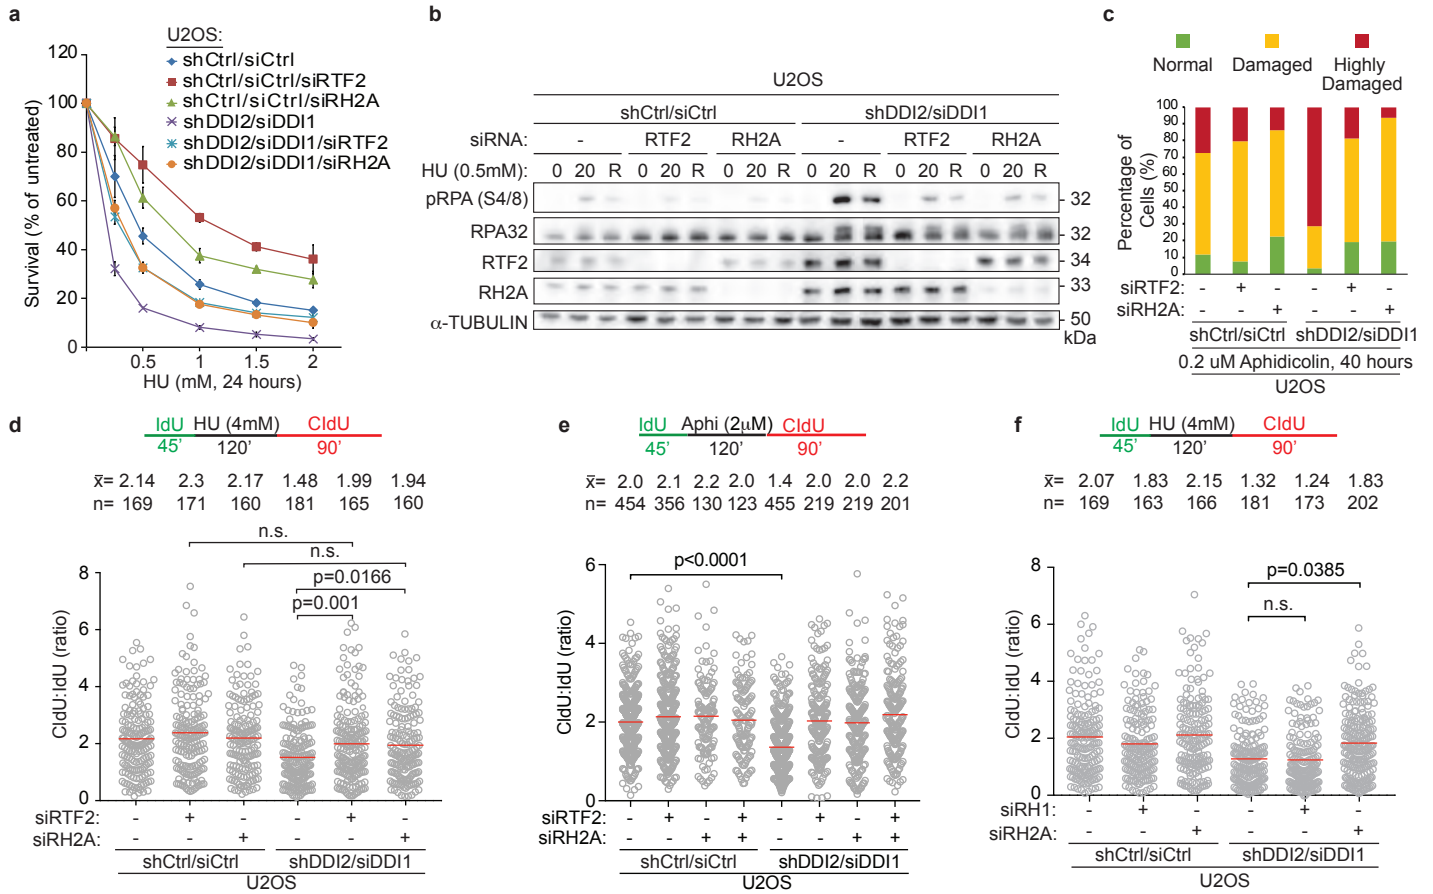 a
U2OS:
shCtrl/siCtrl
shCtrl/siCtrl/siRTF2
shCtrl/siCtrl/siRH2A
shDDI2/siDDI1
shDDI2/siDDI1/siRTF2
shDDI2/siDDI1/siRH2A
Survival (% of untreated)
120
100
80
60
40
20
0
0.5 1 1.5 2
HU (mM, 24 hours)
b
U2OS
shCtrl/siCtrl shDDI2/siDDI1
siRNA: - RTF2 RH2A - RTF2 RH2A
HU (0.5mM): 0 20 R 0 20 R 0 20 R 0 20 R 0 20 R 0 20 R
pRPA (S4/8) 32
RPA32 32
RTF2 34
RH2A 33
α-TUBULIN 50
kDa
c
Normal Damaged Highly
Damaged
Percentage of
Cells (%)
100
90
80
70
60
50
40
30
20
10
0
siRTF2: - + - - + -
siRH2A: - - + - - +
shCtrl/siCtrl shDDI2/siDDI1
0.2 uM Aphidicolin, 40 hours
U2OS
d
IdU HU (4mM) CldU
45' 120' 90'
x̄= 2.14 2.3 2.17 1.48 1.99 1.94
n= 169 171 160 181 165 160
n.s.
n.s.
p=0.0166
p=0.001
CldU:IdU (ratio)
8
6
4
2
0
siRTF2: - + - - + -
siRH2A: - - + - - +
shCtrl/siCtrl shDDI2/siDDI1
U2OS
e
IdU Aphi (2µM) CldU
45' 120' 90'
x̄= 2.0 2.1 2.2 2.0 1.4 2.0 2.0 2.2
n= 454 356 130 123 455 219 219 201
p<0.0001
CldU:IdU (ratio)
6
4
2
0
siRTF2: - + - + - + - +
siRH2A: - - + + - - + +
shCtrl/siCtrl shDDI2/siDDI1
U2OS
f
IdU HU (4mM) CldU
45' 120' 90'
x̄= 2.07 1.83 2.15 1.32 1.24 1.83
n= 169 163 166 181 173 202
p=0.0385
n.s.
CldU:IdU (ratio)
8
6
4
2
0
siRH1: - + - - + -
siRH2A: - - + - - +
shCtrl/siCtrl shDDI2/siDDI1
U2OS